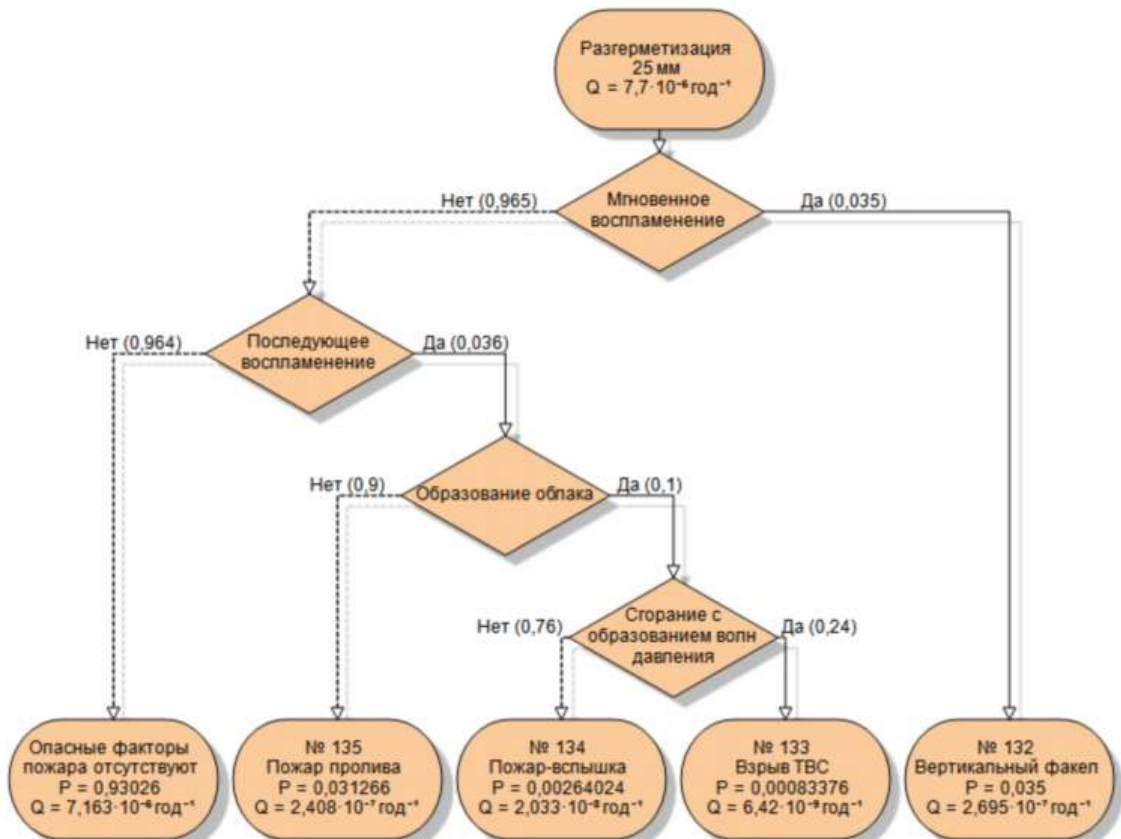 Разгерметизация
25 мм
Q = 7,7·10⁻⁶ год⁻¹
Нет (0,965)
Мгновенное
воспламенение
Да (0,035)
Нет (0,964)
Последующее
воспламенение
Да (0,036)
Нет (0,9)
Образование облака
Да (0,1)
Нет (0,76)
Сгорание с
образованием волн
давления
Да (0,24)
Опасные факторы
пожара отсутствуют
P = 0,93026
Q = 7,163·10⁻⁶ год⁻¹
№ 135
Пожар пролива
P = 0,031266
Q = 2,408·10⁻⁷ год⁻¹
№ 134
Пожар-вспышка
P = 0,00264024
Q = 2,033·10⁻⁸ год⁻¹
№ 133
Взрыв ТВС
P = 0,00083376
Q = 6,42·10⁻⁹ год⁻¹
№ 132
Вертикальный факел
P = 0,035
Q = 2,695·10⁻⁷ год⁻¹